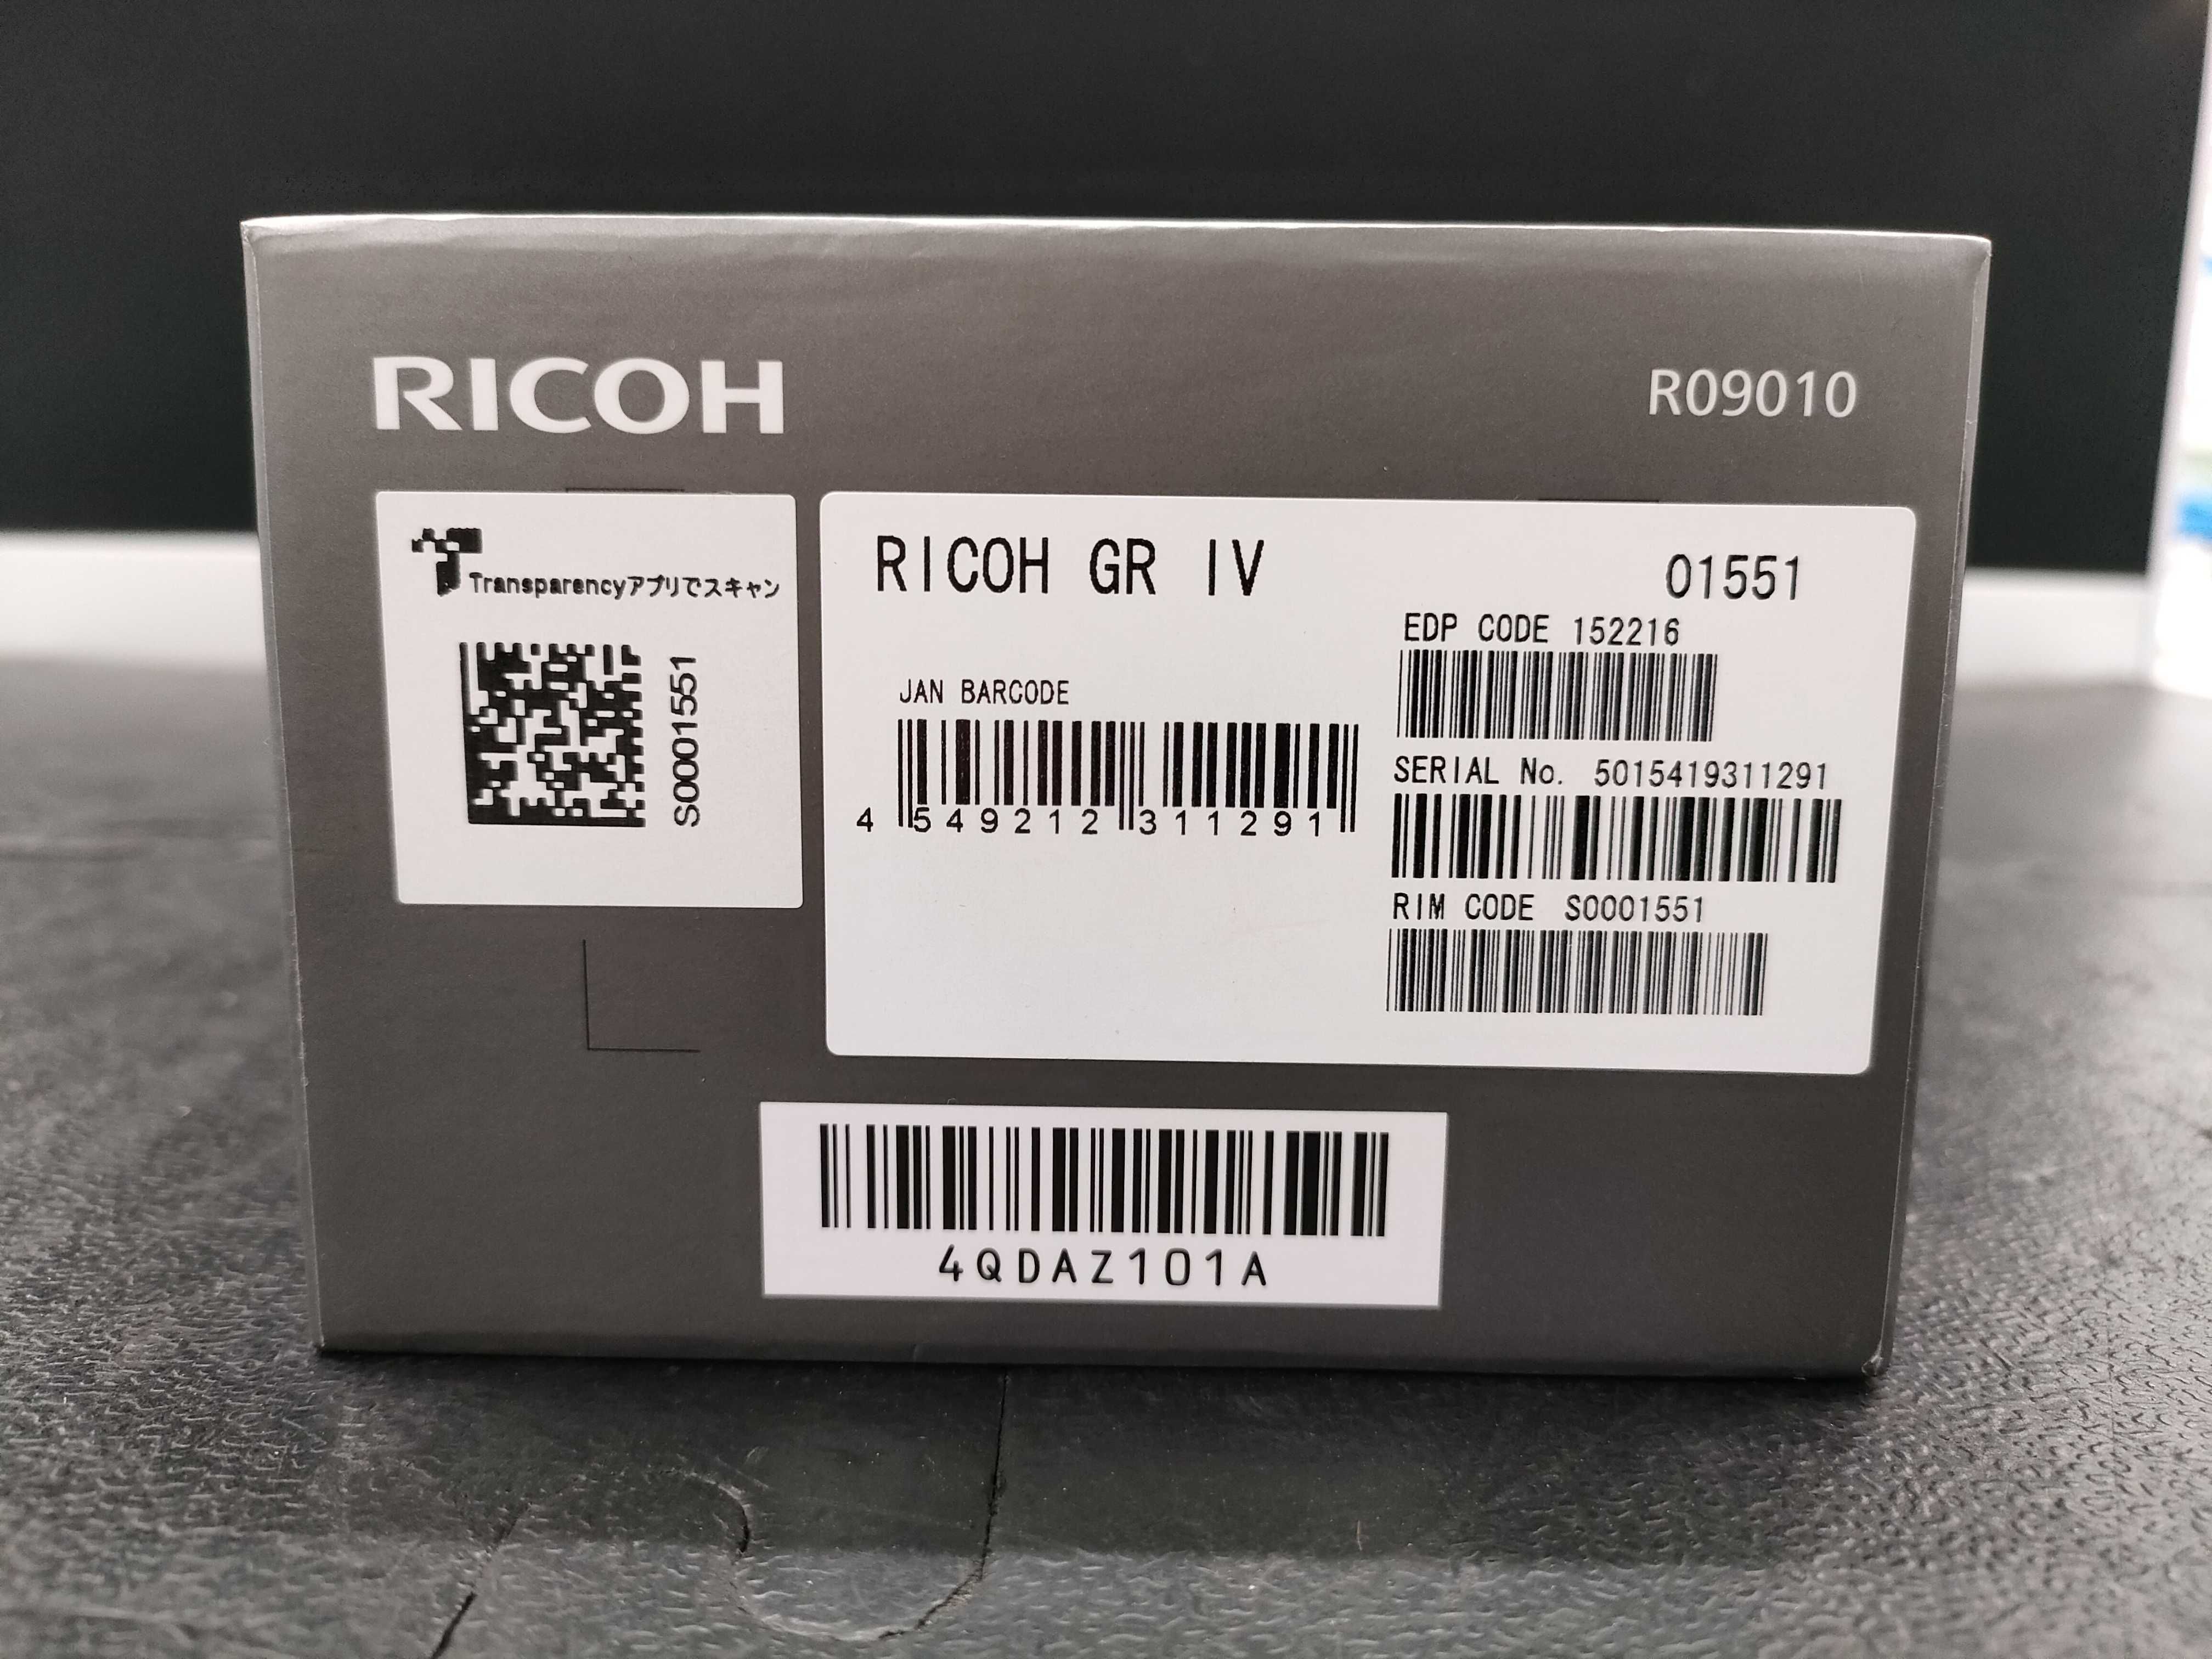 RICOH
R09010
Transparencyアプリでスキャン
S0001551
RICOH GR IV
01551
EDP CODE 152216
JAN BARCODE
4 549212 311291
SERIAL No. 5015419311291
RIM CODE S0001551
4QDAZ101A